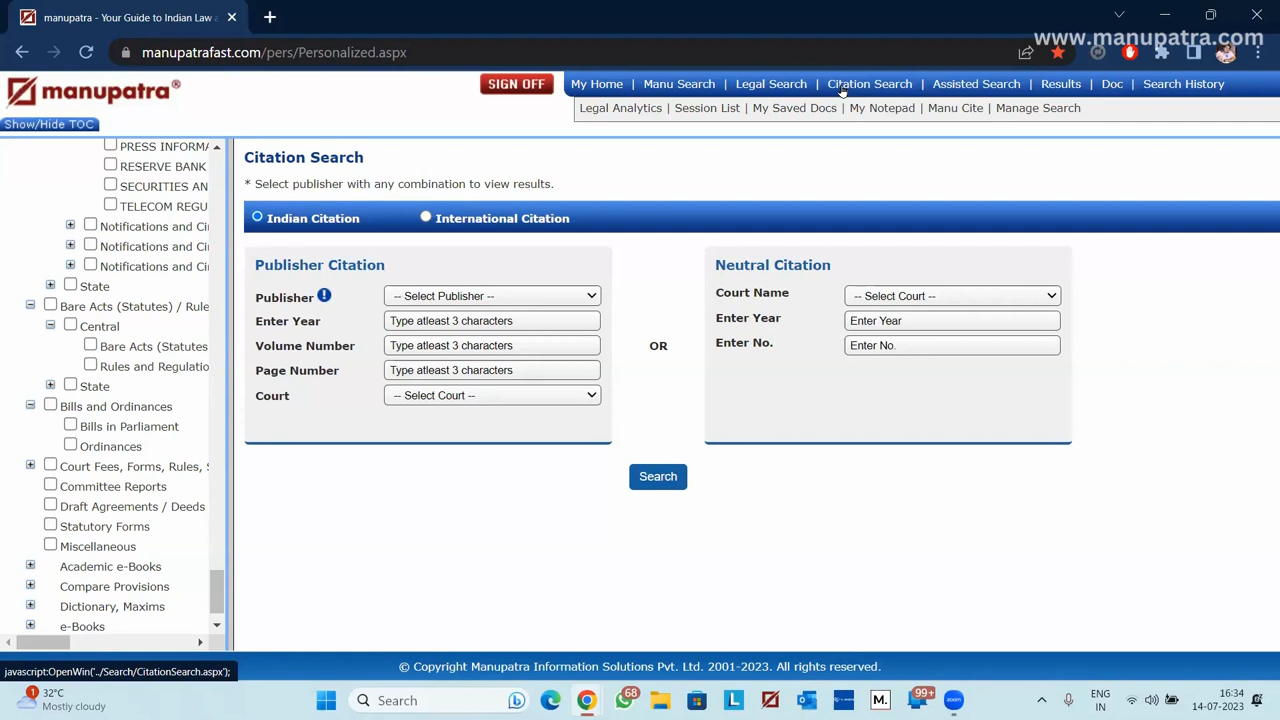 manupatra - Your Guide to Indian Law a
www.manupatra.com
manupatrafast.com/pers/Personalized.aspx
manupatra®
SIGN OFF
My Home | Manu Search | Legal Search | Citation Search | Assisted Search | Results | Doc | Search History
Legal Analytics | Session List | My Saved Docs | My Notepad | Manu Cite | Manage Search
Show/Hide TOC
PRESS INFORMA
RESERVE BANK
SECURITIES AN
TELECOM REGU
Notifications and Ci
Notifications and Ci
Notifications and Ci
State
Bare Acts (Statutes) / Rule
Central
Bare Acts (Statutes
Rules and Regulatio
State
Bills and Ordinances
Bills in Parliament
Ordinances
Court Fees, Forms, Rules, S
Committee Reports
Draft Agreements / Deeds
Statutory Forms
Miscellaneous
Academic e-Books
Compare Provisions
Dictionary, Maxims
e-Books
Citation Search
* Select publisher with any combination to view results.
Indian Citation International Citation
Publisher Citation
Publisher ! -- Select Publisher --
Enter Year Type atleast 3 characters
Volume Number Type atleast 3 characters
Page Number Type atleast 3 characters
Court -- Select Court --
OR
Neutral Citation
Court Name -- Select Court --
Enter Year Enter Year
Enter No. Enter No.
Search
javascript:OpenWin('../Search/CitationSearch.aspx');
© Copyright Manupatra Information Solutions Pvt. Ltd. 2001-2023. All rights reserved.
1
32°C
Mostly cloudy
Search
68
L
M.
99+
zoom
ENG
IN
16:34
14-07-2023